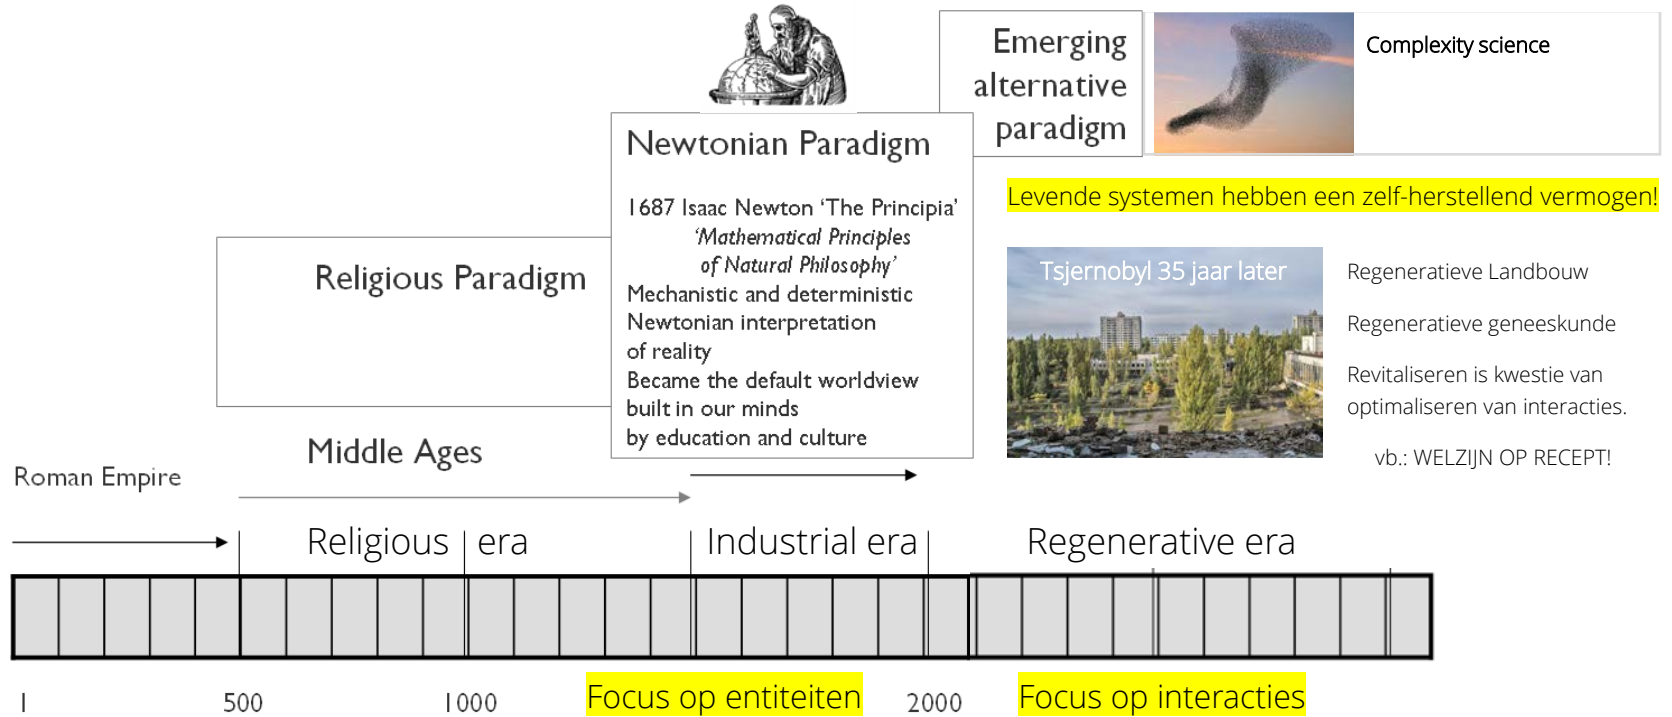 Emerging
alternative
paradigm
Complexity science
Newtonian Paradigm
1687 Isaac Newton ‘The Principia’
‘Mathematical Principles
of Natural Philosophy’
Mechanistic and deterministic
Newtonian interpretation
of reality
Became the default worldview
built in our minds
by education and culture
Levende systemen hebben een zelf-herstellend vermogen!
Religious Paradigm
Tsjernobyl 35 jaar later
Regeneratieve Landbouw
Regeneratieve geneeskunde
Revitaliseren is kwestie van
optimaliseren van interacties.
vb.: WELZIJN OP RECEPT!
Middle Ages
Roman Empire
Religious era
Industrial era
Regenerative era
1
500
1000
Focus op entiteiten
2000
Focus op interacties